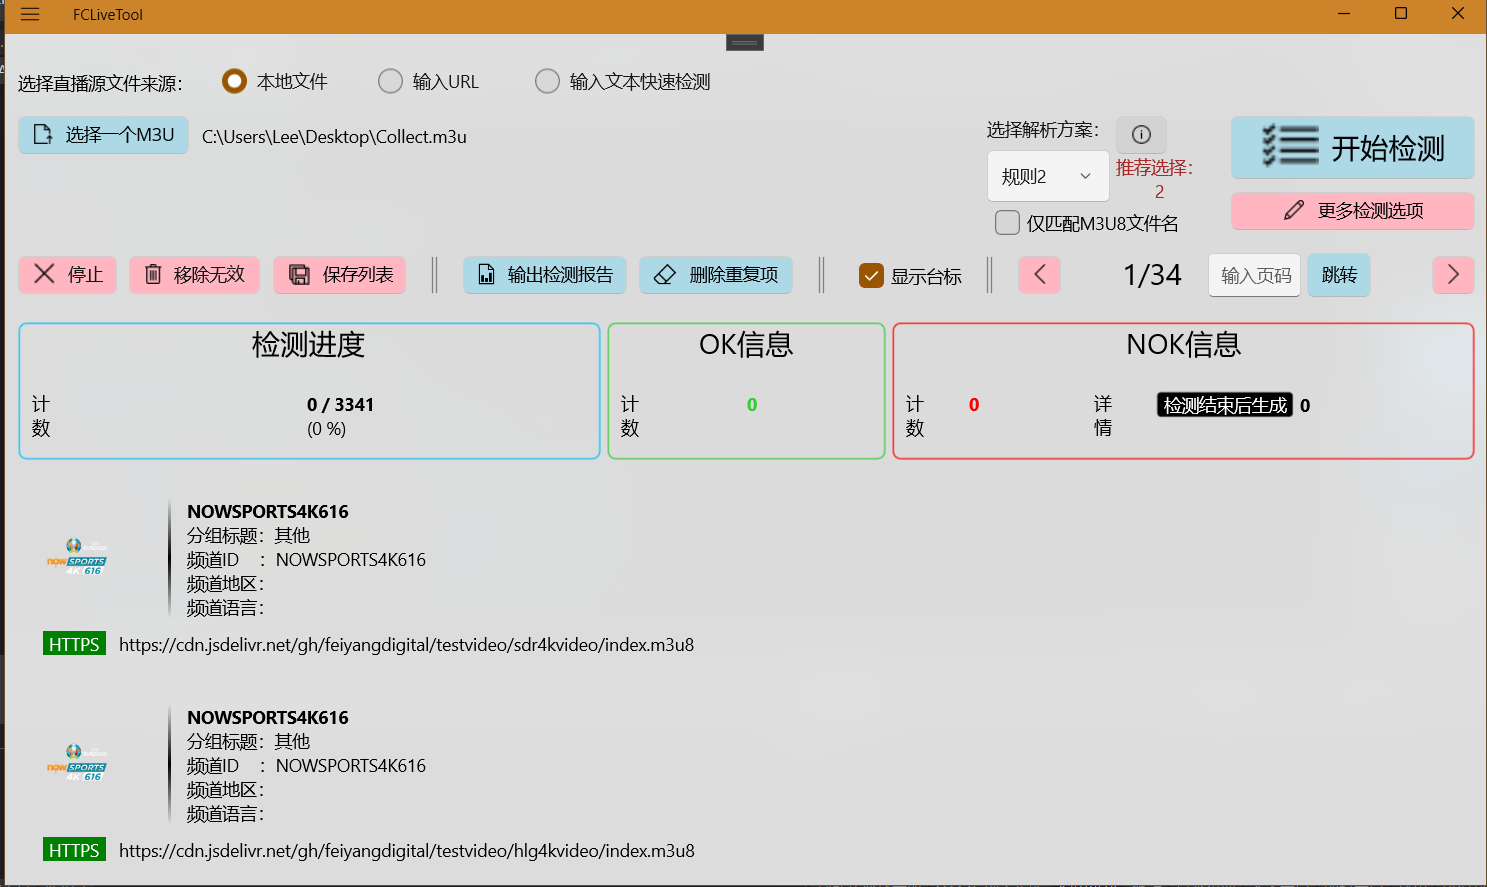 FCLiveTool
选择直播源文件来源：
本地文件
输入URL
输入文本快速检测
选择一个M3U
C:\Users\Lee\Desktop\Collect.m3u
选择解析方案：
规则2
推荐选择：
2
仅匹配M3U8文件名
开始检测
更多检测选项
停止
移除无效
保存列表
输出检测报告
删除重复项
显示台标
1/34
输入页码
跳转
检测进度
计数
0 / 3341
(0 %)
OK信息
计数
0
NOK信息
计数
0
详情
检测结束后生成 0
now SPORTS
4K 616
NOWSPORTS4K616
分组标题：其他
频道ID ：NOWSPORTS4K616
频道地区：
频道语言：
HTTPS https://cdn.jsdelivr.net/gh/feiyangdigital/testvideo/sdr4kvideo/index.m3u8
now SPORTS
4K 616
NOWSPORTS4K616
分组标题：其他
频道ID ：NOWSPORTS4K616
频道地区：
频道语言：
HTTPS https://cdn.jsdelivr.net/gh/feiyangdigital/testvideo/hlg4kvideo/index.m3u8